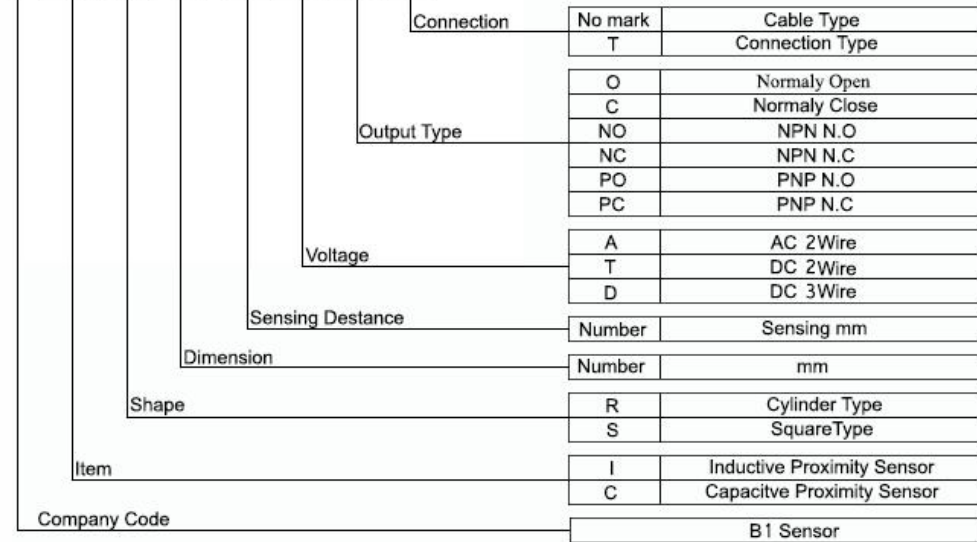 Connection No mark Cable Type
T Connection Type
O Normaly Open
C Normaly Close
Output Type NO NPN N.O
NC NPN N.C
PO PNP N.O
PC PNP N.C
A AC 2Wire
Voltage T DC 2Wire
D DC 3Wire
Sensing Destance Number Sensing mm
Dimension Number mm
Shape R Cylinder Type
S SquareType
Item I Inductive Proximity Sensor
C Capacitve Proximity Sensor
Company Code B1 Sensor